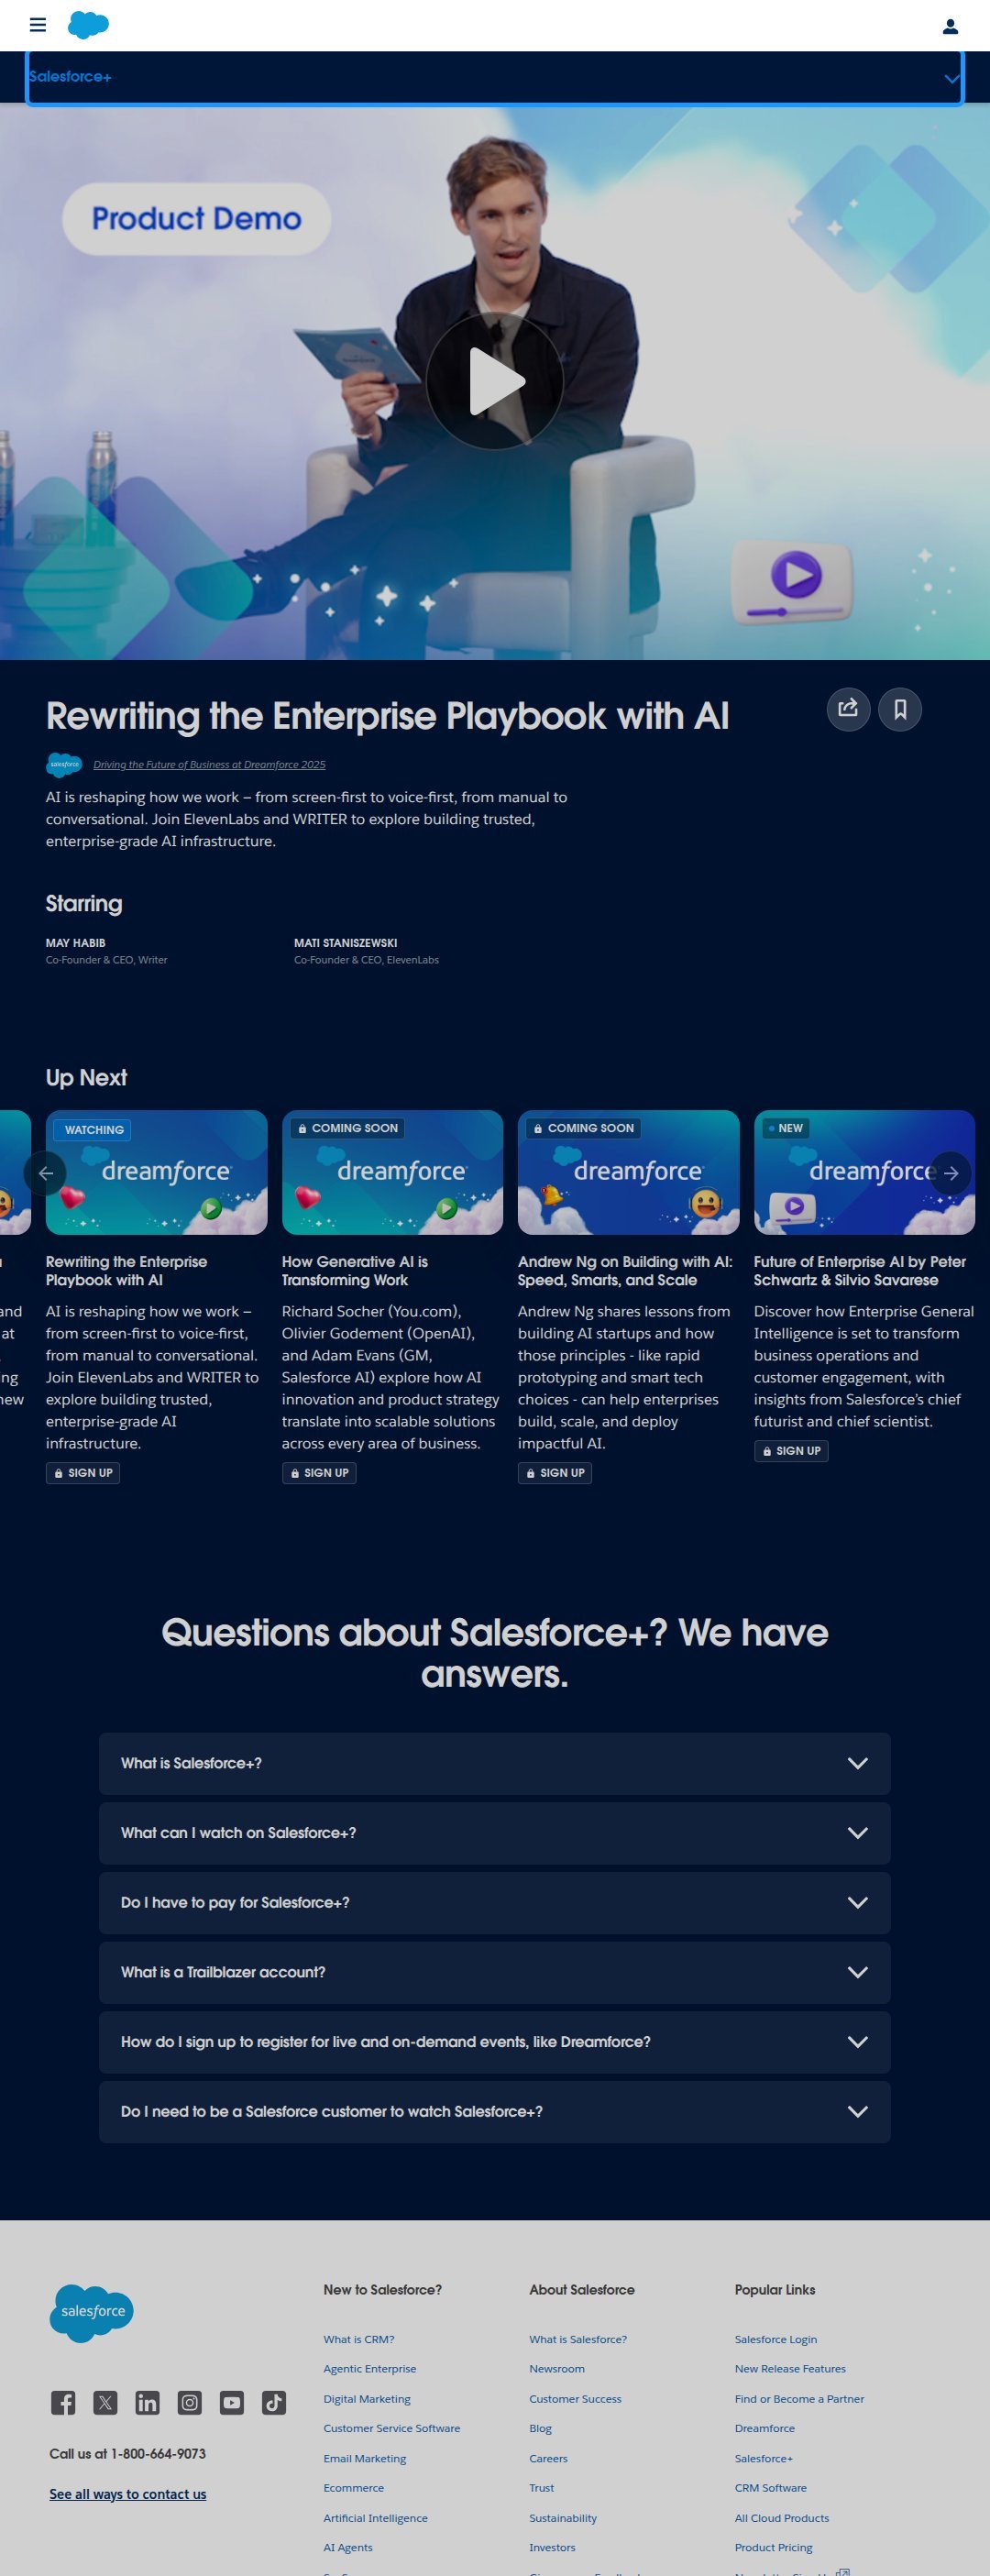 Salesforce+
Product Demo
Rewriting the Enterprise Playbook with AI
salesforce
Driving the Future of Business at Dreamforce 2025
AI is reshaping how we work – from screen-first to voice-first, from manual to
conversational. Join ElevenLabs and WRITER to explore building trusted,
enterprise-grade AI infrastructure.
Starring
MAY HABIB
Co-Founder & CEO, Writer
MATI STANISZEWSKI
Co-Founder & CEO, ElevenLabs
Up Next
and
at
ing
new
WATCHING
dreamforce
Rewriting the Enterprise
Playbook with AI
AI is reshaping how we work –
from screen-first to voice-first,
from manual to conversational.
Join ElevenLabs and WRITER to
explore building trusted,
enterprise-grade AI
infrastructure.
SIGN UP
COMING SOON
dreamforce
How Generative AI is
Transforming Work
Richard Socher (You.com),
Olivier Godement (OpenAI),
and Adam Evans (GM,
Salesforce AI) explore how AI
innovation and product strategy
translate into scalable solutions
across every area of business.
SIGN UP
COMING SOON
dreamforce
Andrew Ng on Building with AI:
Speed, Smarts, and Scale
Andrew Ng shares lessons from
building AI startups and how
those principles - like rapid
prototyping and smart tech
choices - can help enterprises
build, scale, and deploy
impactful AI.
SIGN UP
NEW
dreamforce
Future of Enterprise AI by Peter
Schwartz & Silvio Savarese
Discover how Enterprise General
Intelligence is set to transform
business operations and
customer engagement, with
insights from Salesforce’s chief
futurist and chief scientist.
SIGN UP
Questions about Salesforce+? We have
answers.
What is Salesforce+?
What can I watch on Salesforce+?
Do I have to pay for Salesforce+?
What is a Trailblazer account?
How do I sign up to register for live and on-demand events, like Dreamforce?
Do I need to be a Salesforce customer to watch Salesforce+?
salesforce
Call us at 1-800-664-9073
See all ways to contact us
New to Salesforce?
What is CRM?
Agentic Enterprise
Digital Marketing
Customer Service Software
Email Marketing
Ecommerce
Artificial Intelligence
AI Agents
About Salesforce
What is Salesforce?
Newsroom
Customer Success
Blog
Careers
Trust
Sustainability
Investors
Popular Links
Salesforce Login
New Release Features
Find or Become a Partner
Dreamforce
Salesforce+
CRM Software
All Cloud Products
Product Pricing